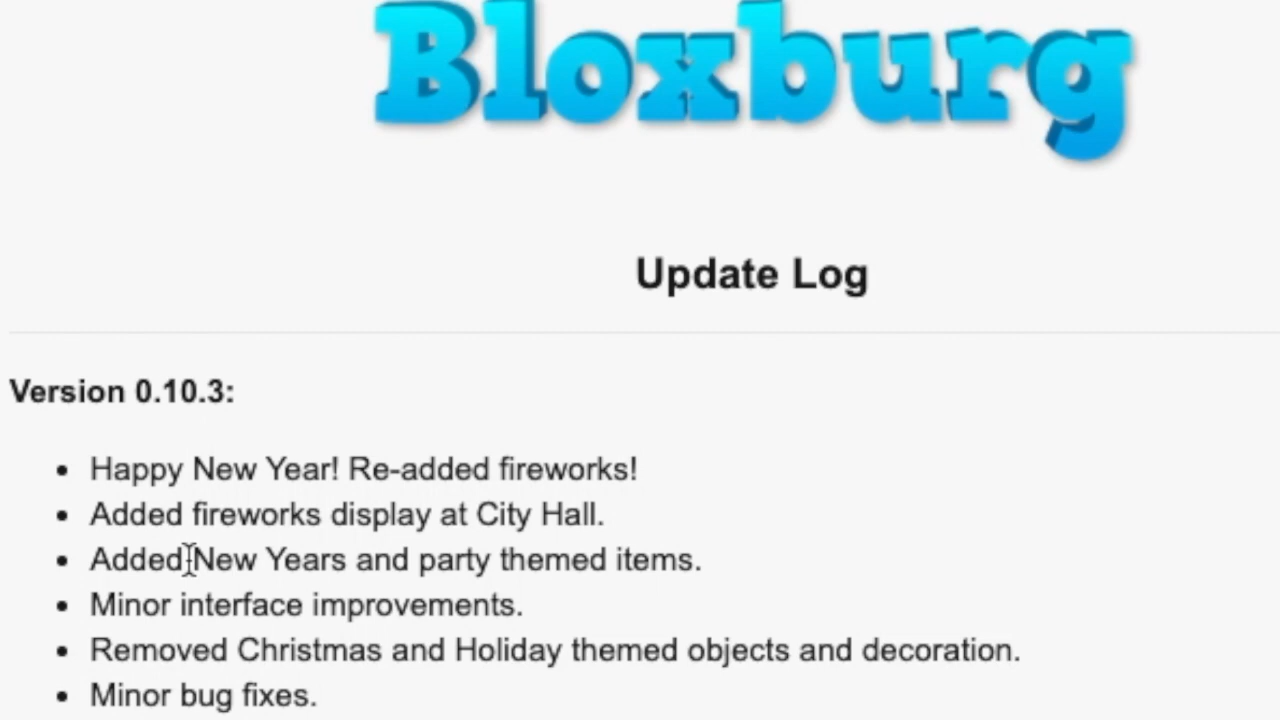 Bloxburg
Update Log
Version 0.10.3:
Happy New Year! Re-added fireworks!
Added fireworks display at City Hall.
Added New Years and party themed items.
Minor interface improvements.
Removed Christmas and Holiday themed objects and decoration.
Minor bug fixes.